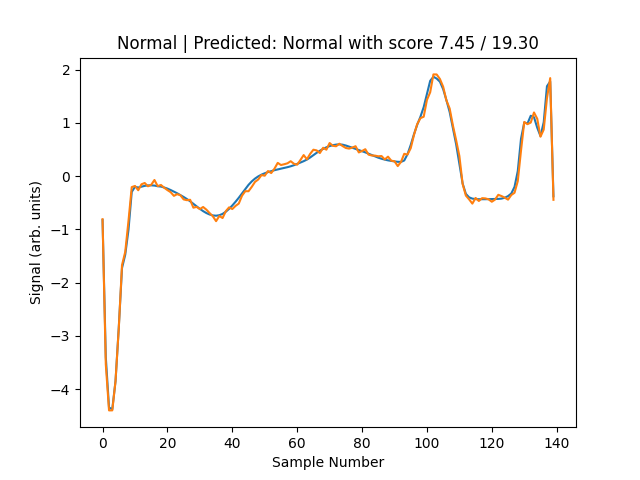 Normal | Predicted: Normal with score 7.45 / 19.30
Signal (arb. units)
2
1
0
−1
−2
−3
−4
0 20 40 60 80 100 120 140
Sample Number